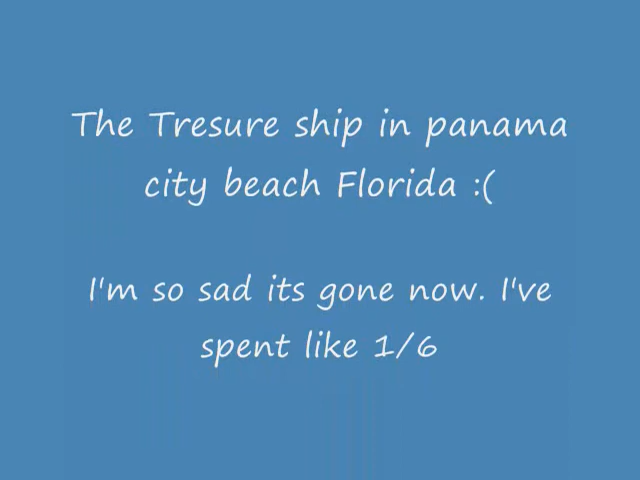 The Tresure ship in panama
city beach Florida :(
I'm so sad its gone now. I've
spent like 1/6